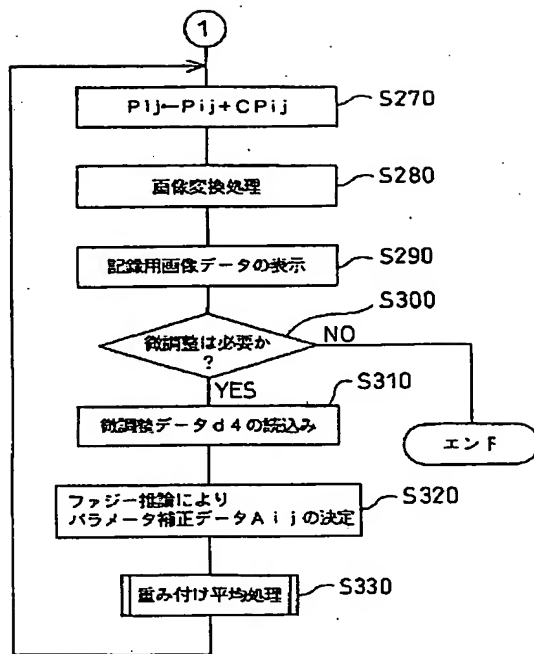 1
Pij←Pij+CPij
S270
画像変換処理
S280
記録用画像データの表示
S290
微調整は必要か
?
S300
NO
YES
微調整データd4の読込み
S310
エンド
ファジー推論により
パラメータ補正データAijの決定
S320
重み付け平均処理
S330